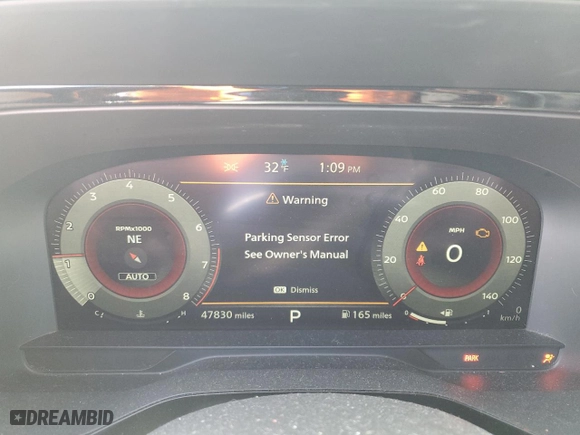 32°F 1:09 PM
Warning
Parking Sensor Error
See Owner's Manual
OK Dismiss
47830 miles P 165 miles
RPMx1000
NE
AUTO
0 1 2 3 4 5 6 7 8
C H
MPH
0
0 20 40 60 80 100 120 140
0
km/h
PARK
DREAMBID